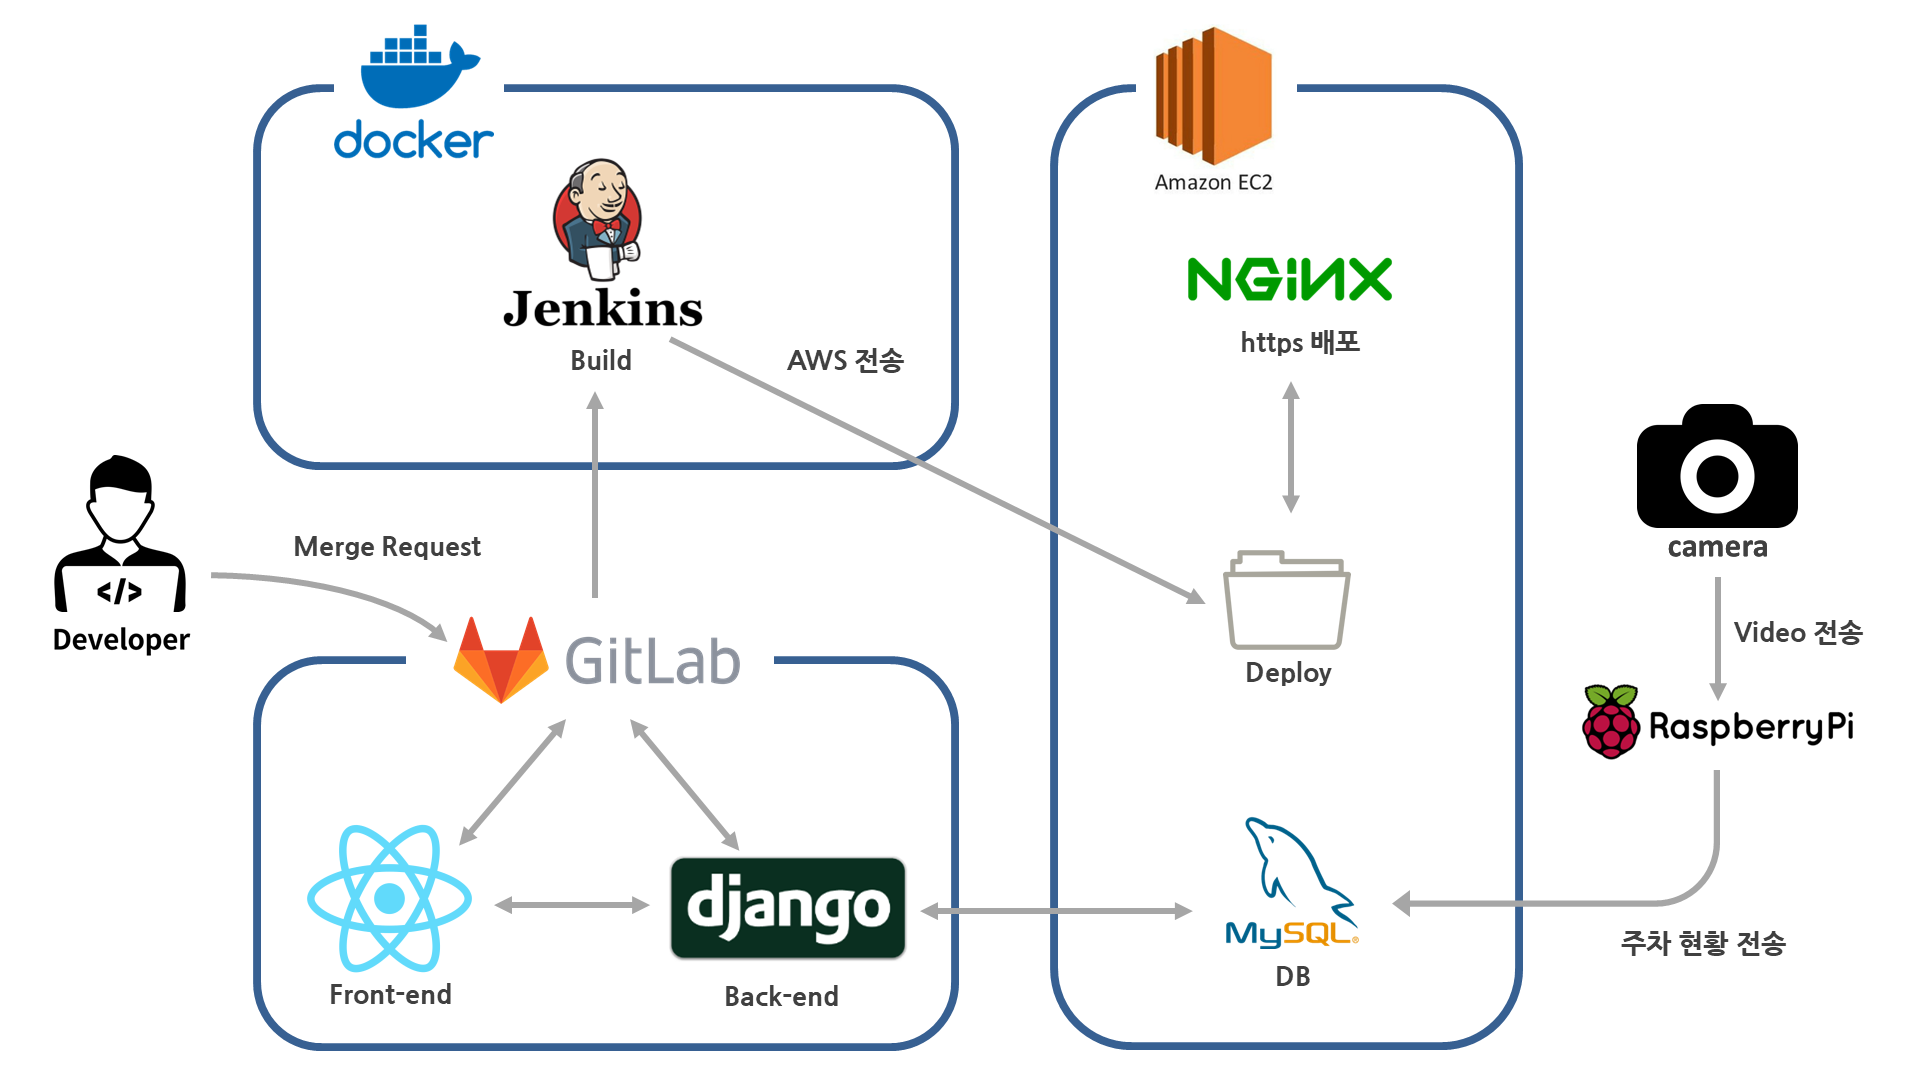 docker
Jenkins
Build
AWS 전송
Amazon EC2
NGiNX
https 배포
Developer
</>
Merge Request
GitLab
Deploy
camera
Video 전송
RaspberryPi
Front-end
django
Back-end
MySQL®
DB
주차 현황 전송